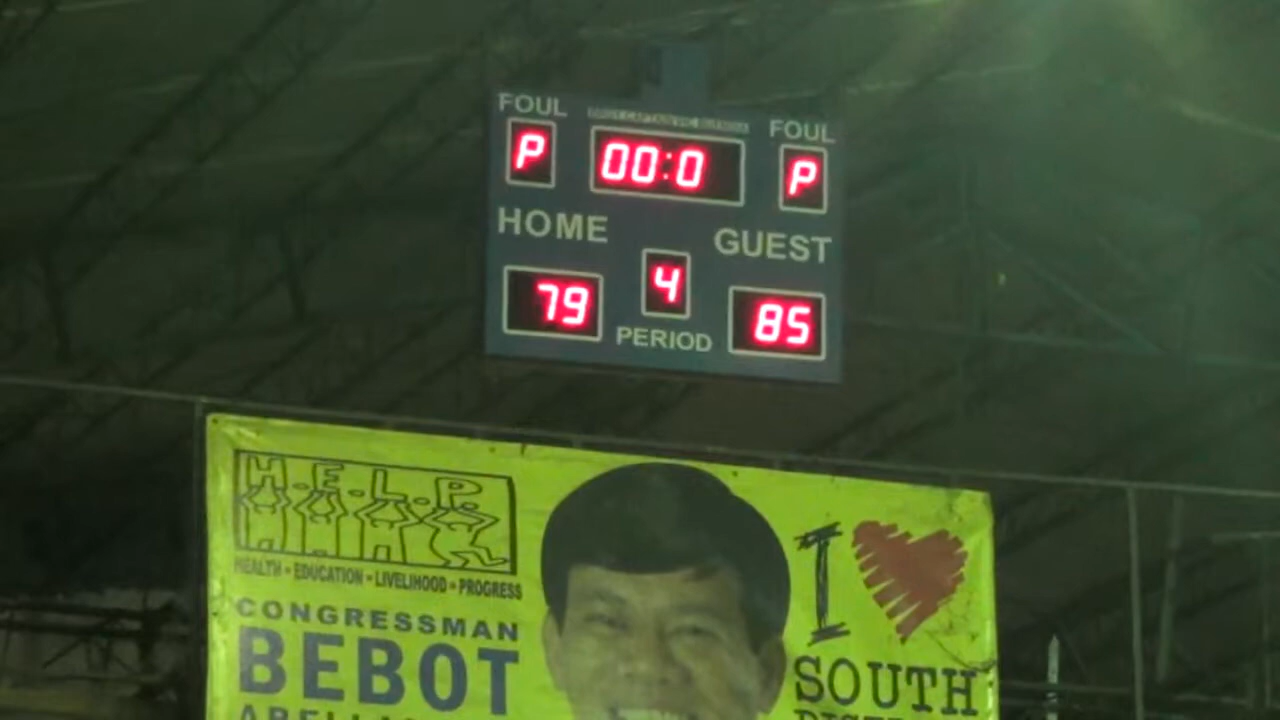 FOUL
FOUL
P
00:0
P
HOME
GUEST
79
4
85
PERIOD
H.E.L.P.
HEALTH - EDUCATION - LIVELIHOOD - PROGRESS
I
CONGRESSMAN
BEBOT
SOUTH